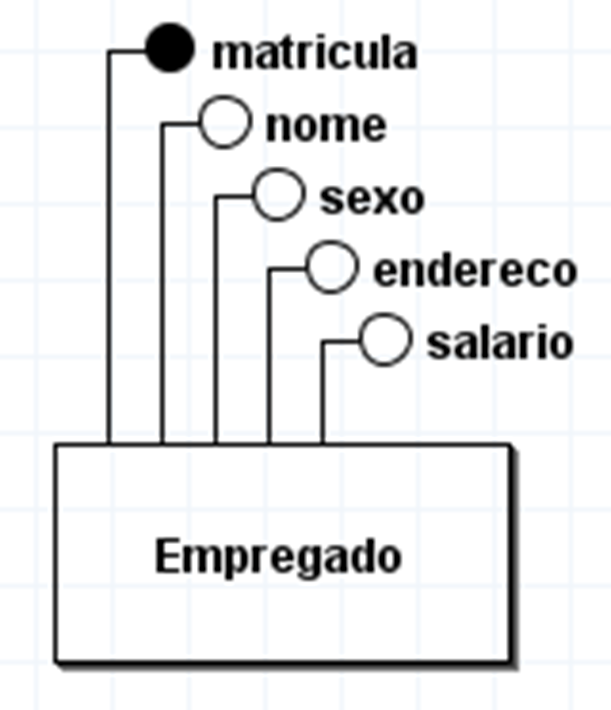 matricula
nome
sexo
endereco
salario
Empregado